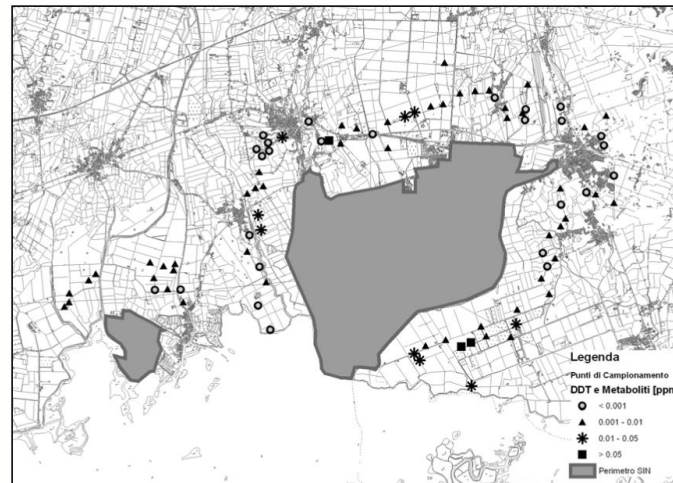 Legenda
Punti di Campionamento
DDT e Metaboliti [ppm
< 0.001
0.001 - 0.01
0.01 - 0.05
> 0.05
Perimetro SIN